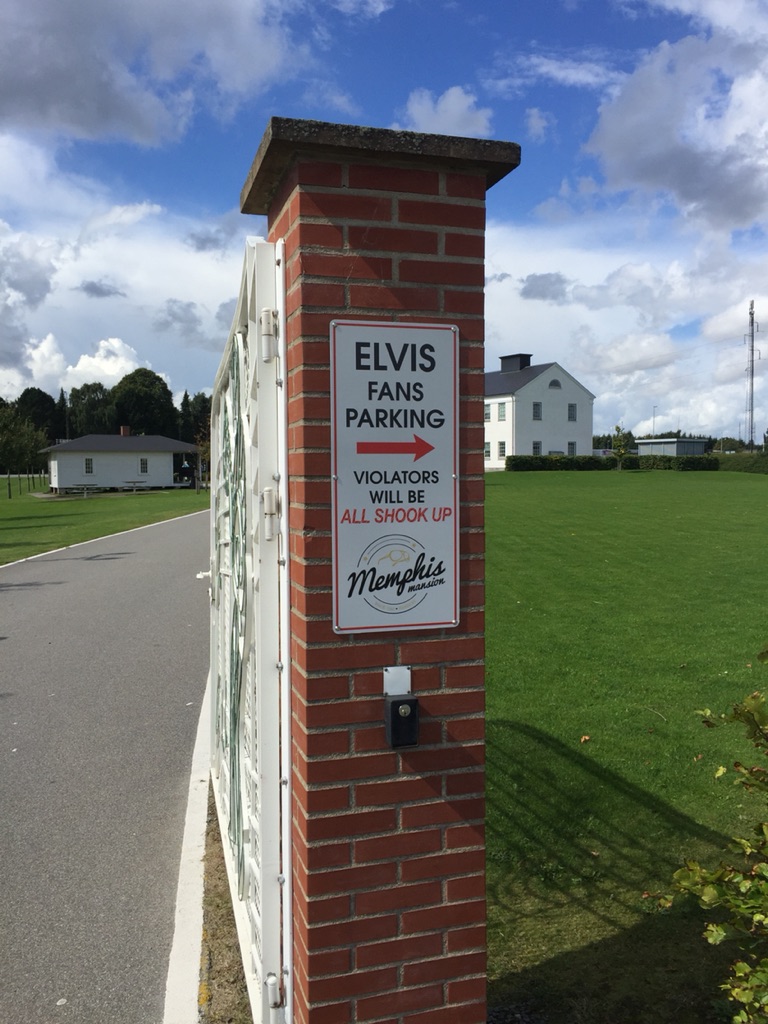 ELVIS
FANS
PARKING
VIOLATORS
WILL BE
ALL SHOOK UP
Memphis
mansion